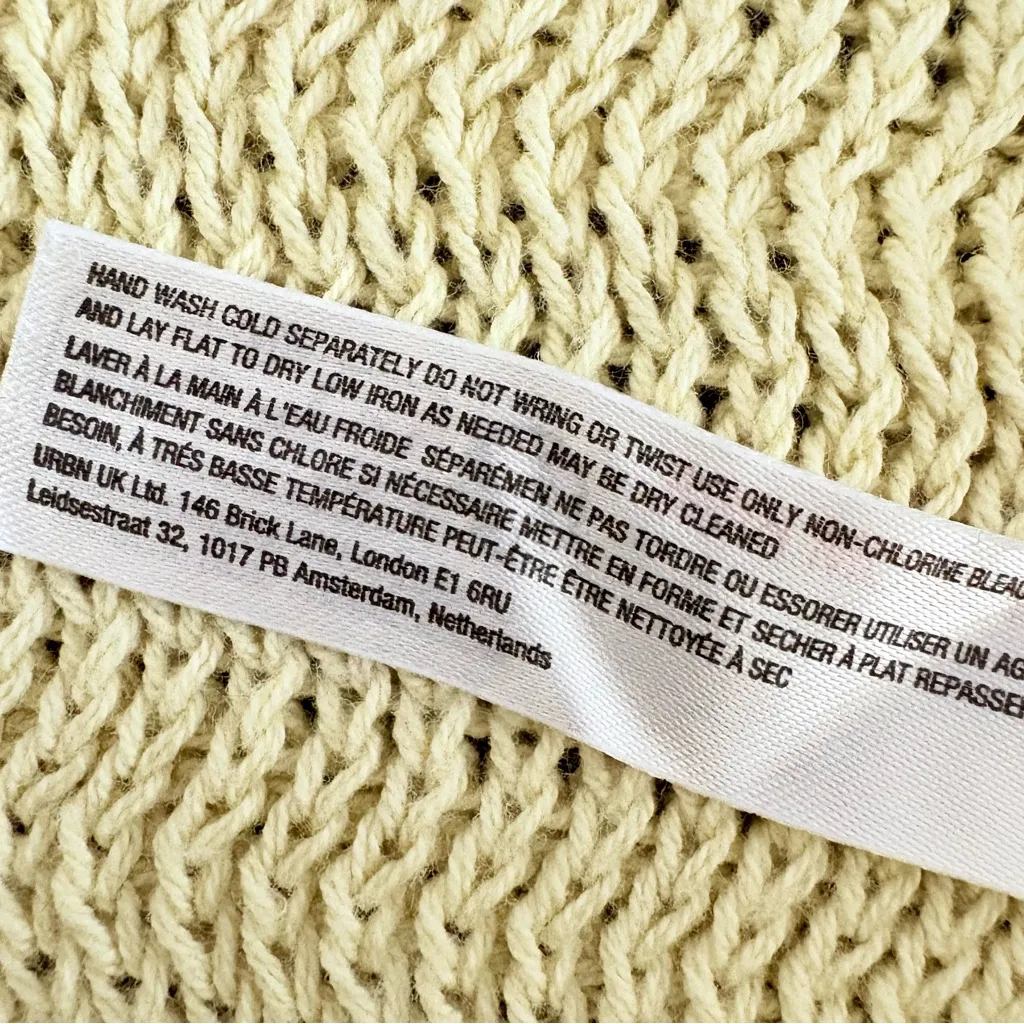 HAND WASH COLD SEPARATELY DO NOT WRING OR TWIST USE ONLY NON-CHLORINE BLEAC
AND LAY FLAT TO DRY LOW IRON AS NEEDED MAY BE DRY CLEANED
LAVER À LA MAIN À L'EAU FROIDE SÉPARÉMEN NE PAS TORDRE OU ESSORER UTILISER UN AG
BLANCHIMENT SANS CHLORE SI NÉCESSAIRE METTRE EN FORME ET SECHER À PLAT REPASSER
BESOIN, À TRÉS BASSE TEMPÉRATURE PEUT-ÊTRE ÊTRE NETTOYÉE À SEC
URBN UK Ltd. 146 Brick Lane, London E1 6RU
Leidsestraat 32, 1017 PB Amsterdam, Netherlands